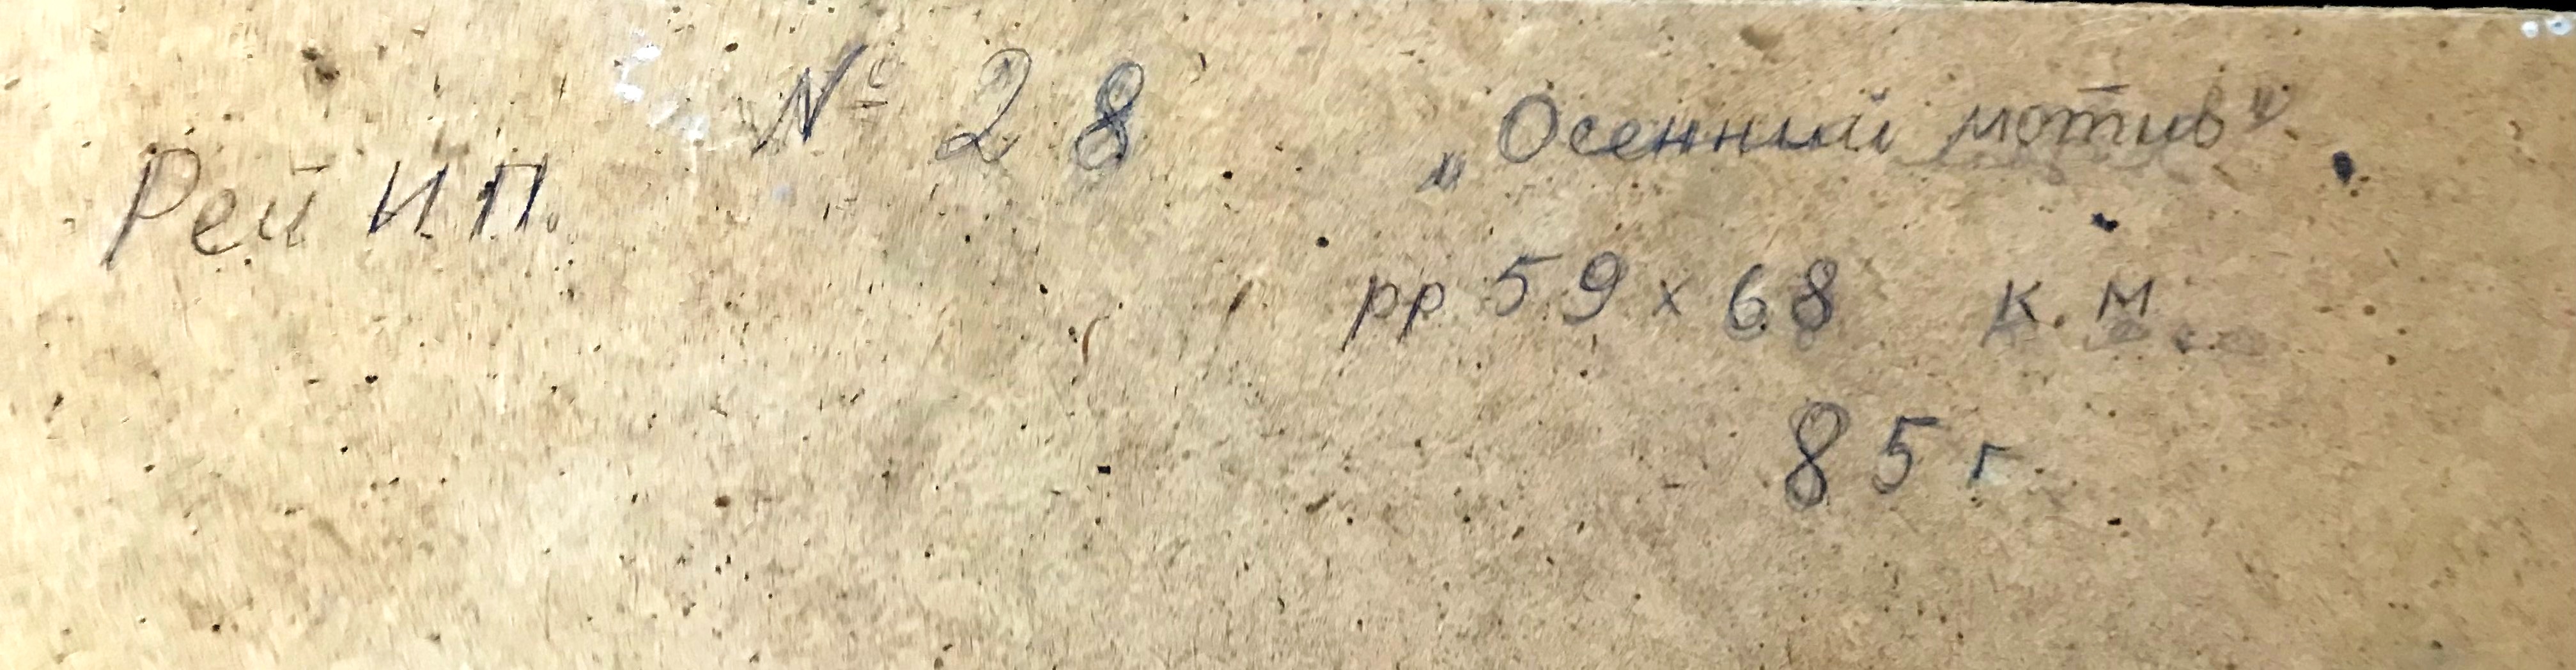 № 28 „Осенний мотив"
Рей И.П.
рр 59 x 68 к.м.
85 г.